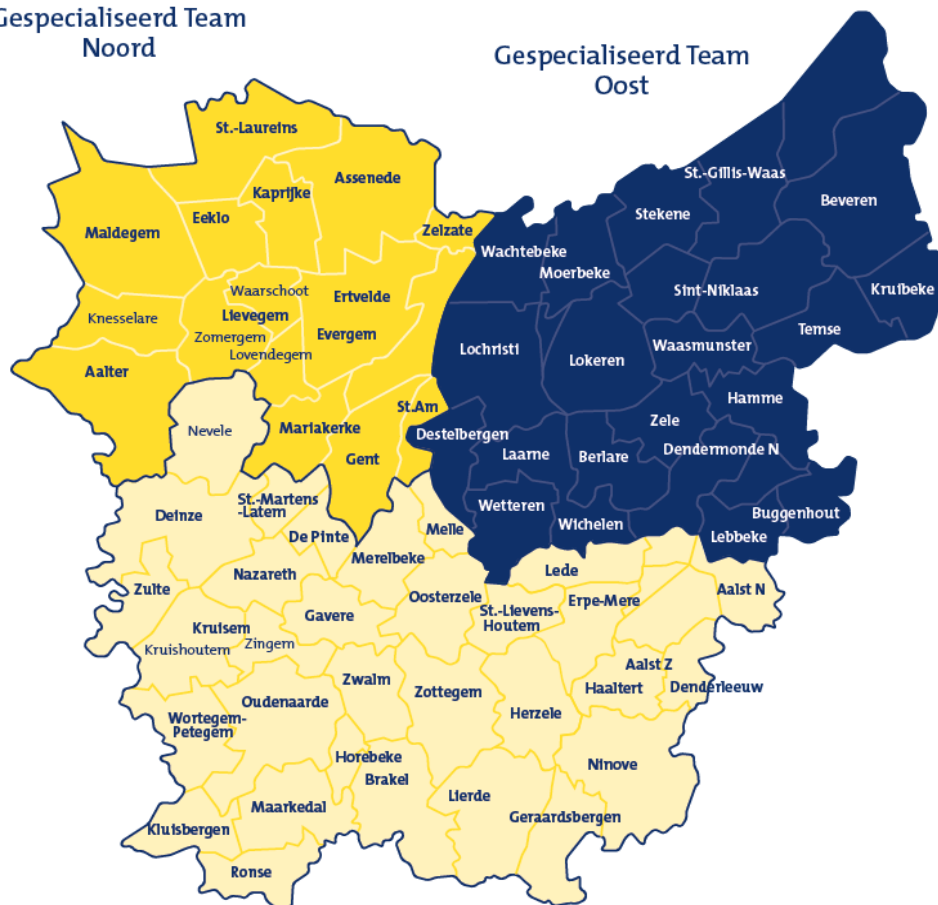 Gespecialiseerd Team
Noord
Gespecialiseerd Team
Oost
St.-Laureins
Assenede
Kaprijke
Eeklo
Maldegem
Zelzate
Waarschoot
Ertvelde
Knesselare
Lievegem
Zomergem
Evergem
Lovendegem
Aalter
St.Am
Mariakerke
Gent
Nevele
St.-Gillis-Waas
Beveren
Stekene
Wachtebeke
Moerbeke
Sint-Niklaas
Kruibeke
Temse
Lochristi
Lokeren
Waasmunster
Hamme
Zele
Destelbergen
Laarne
Berlare
Dendermonde N
Wetteren
Wichelen
Buggenhout
Lebbeke
Deinze
St.-Martens
-Latem
De Pinte
Melle
Merelbeke
Nazareth
Zulte
Lede
Aalst N
Oosterzele
St.-Lievens-
Houtem
Erpe-Mere
Gavere
Kruisem
Kruishoutem
Zingem
Zwalm
Aalst Z
Haaltert
Denderleeuw
Zottegem
Oudenaarde
Herzele
Wortegem-
Petegem
Horebeke
Brakel
Ninove
Lierde
Maarkedal
Geraardsbergen
Kluisbergen
Ronse